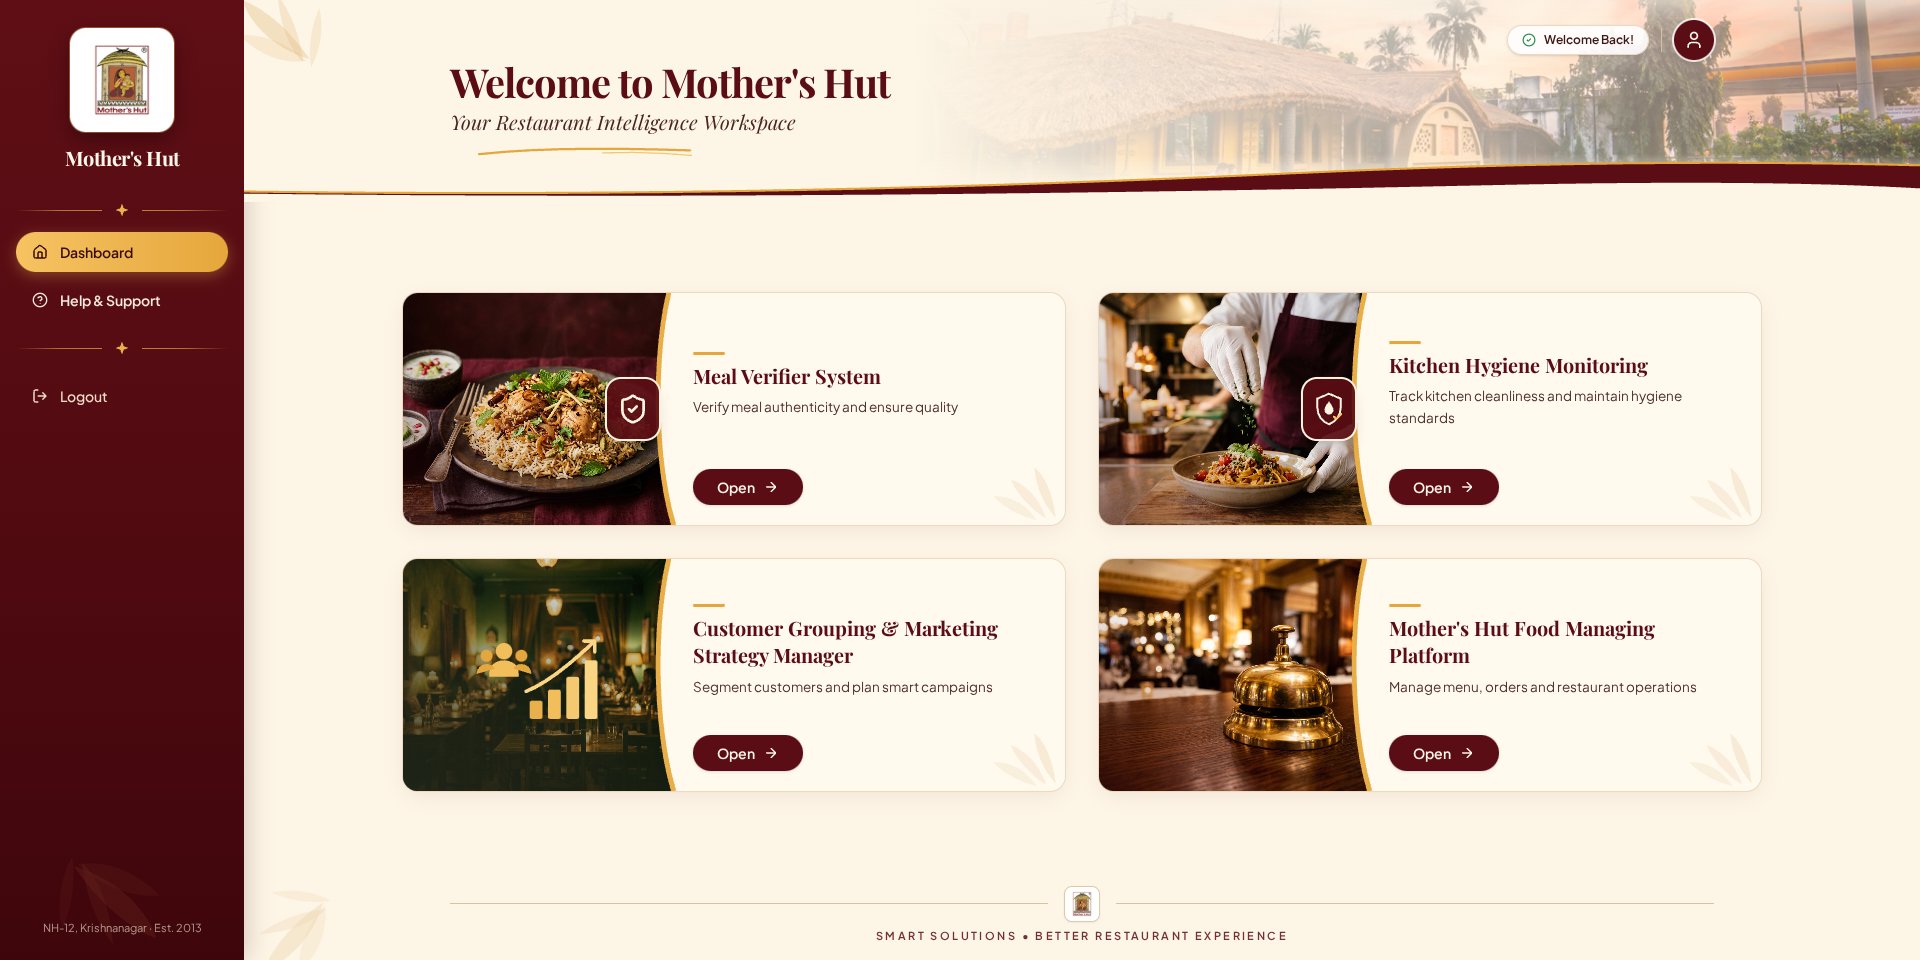 Mother's Hut
Mother's Hut
Dashboard
Help & Support
Logout
NH-12, Krishnanagar · Est. 2013
Welcome to Mother's Hut
Your Restaurant Intelligence Workspace
Welcome Back!
Meal Verifier System
Verify meal authenticity and ensure quality
Open
Kitchen Hygiene Monitoring
Track kitchen cleanliness and maintain hygiene
standards
Open
Customer Grouping & Marketing
Strategy Manager
Segment customers and plan smart campaigns
Open
Mother's Hut Food Managing
Platform
Manage menu, orders and restaurant operations
Open
SMART SOLUTIONS ● BETTER RESTAURANT EXPERIENCE